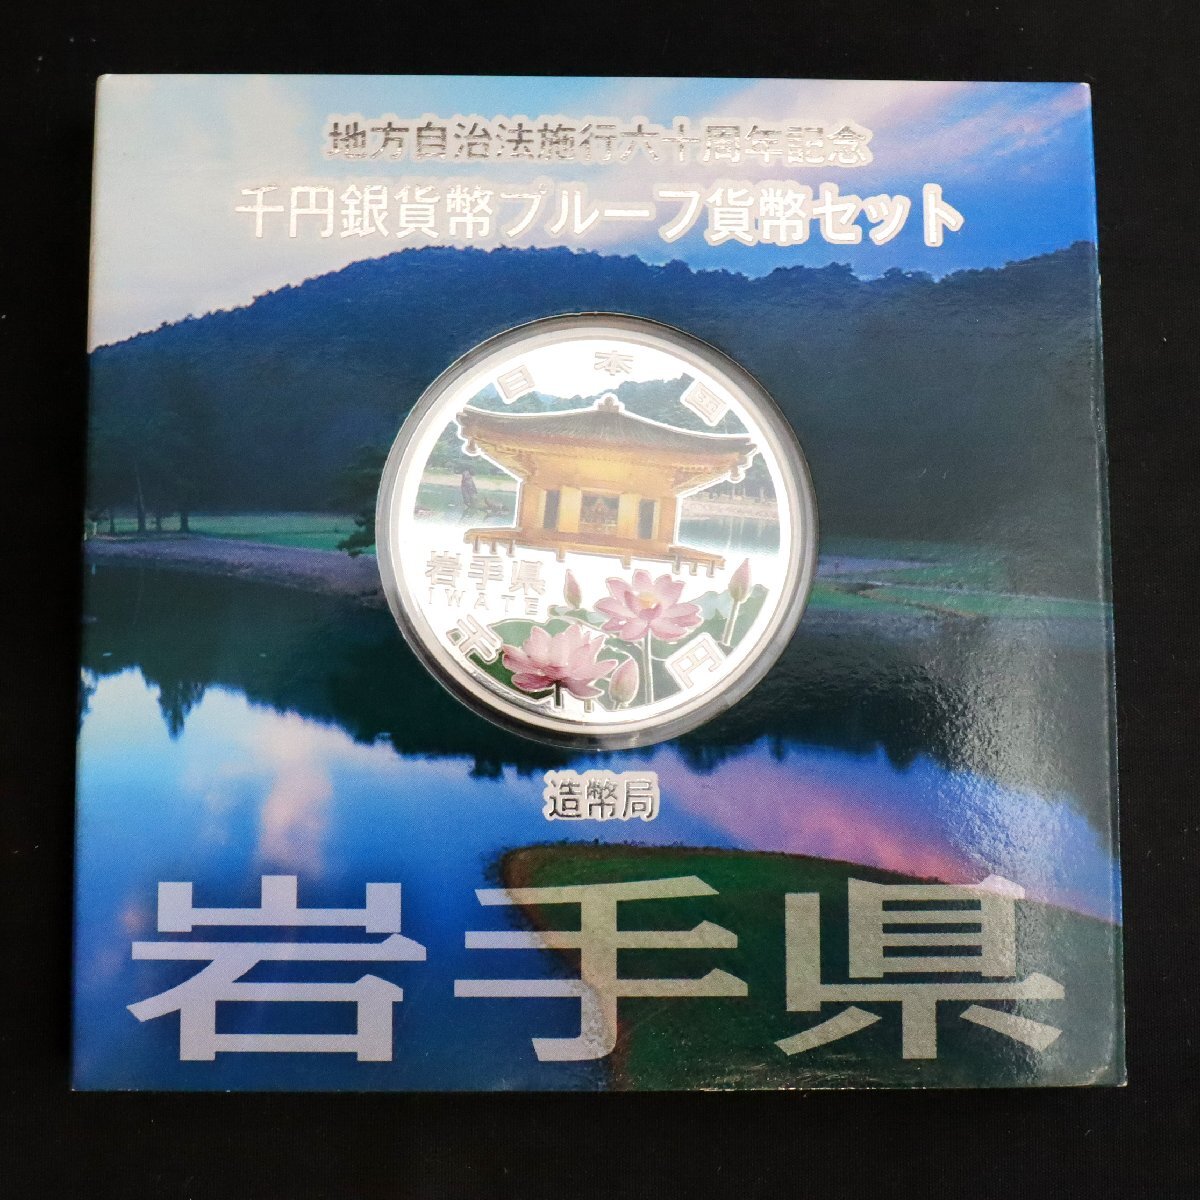 地方自治法施行六十周年記念
千円銀貨幣プルーフ貨幣セット
日本国
岩手県
IWATE
千円
造幣局
岩手県